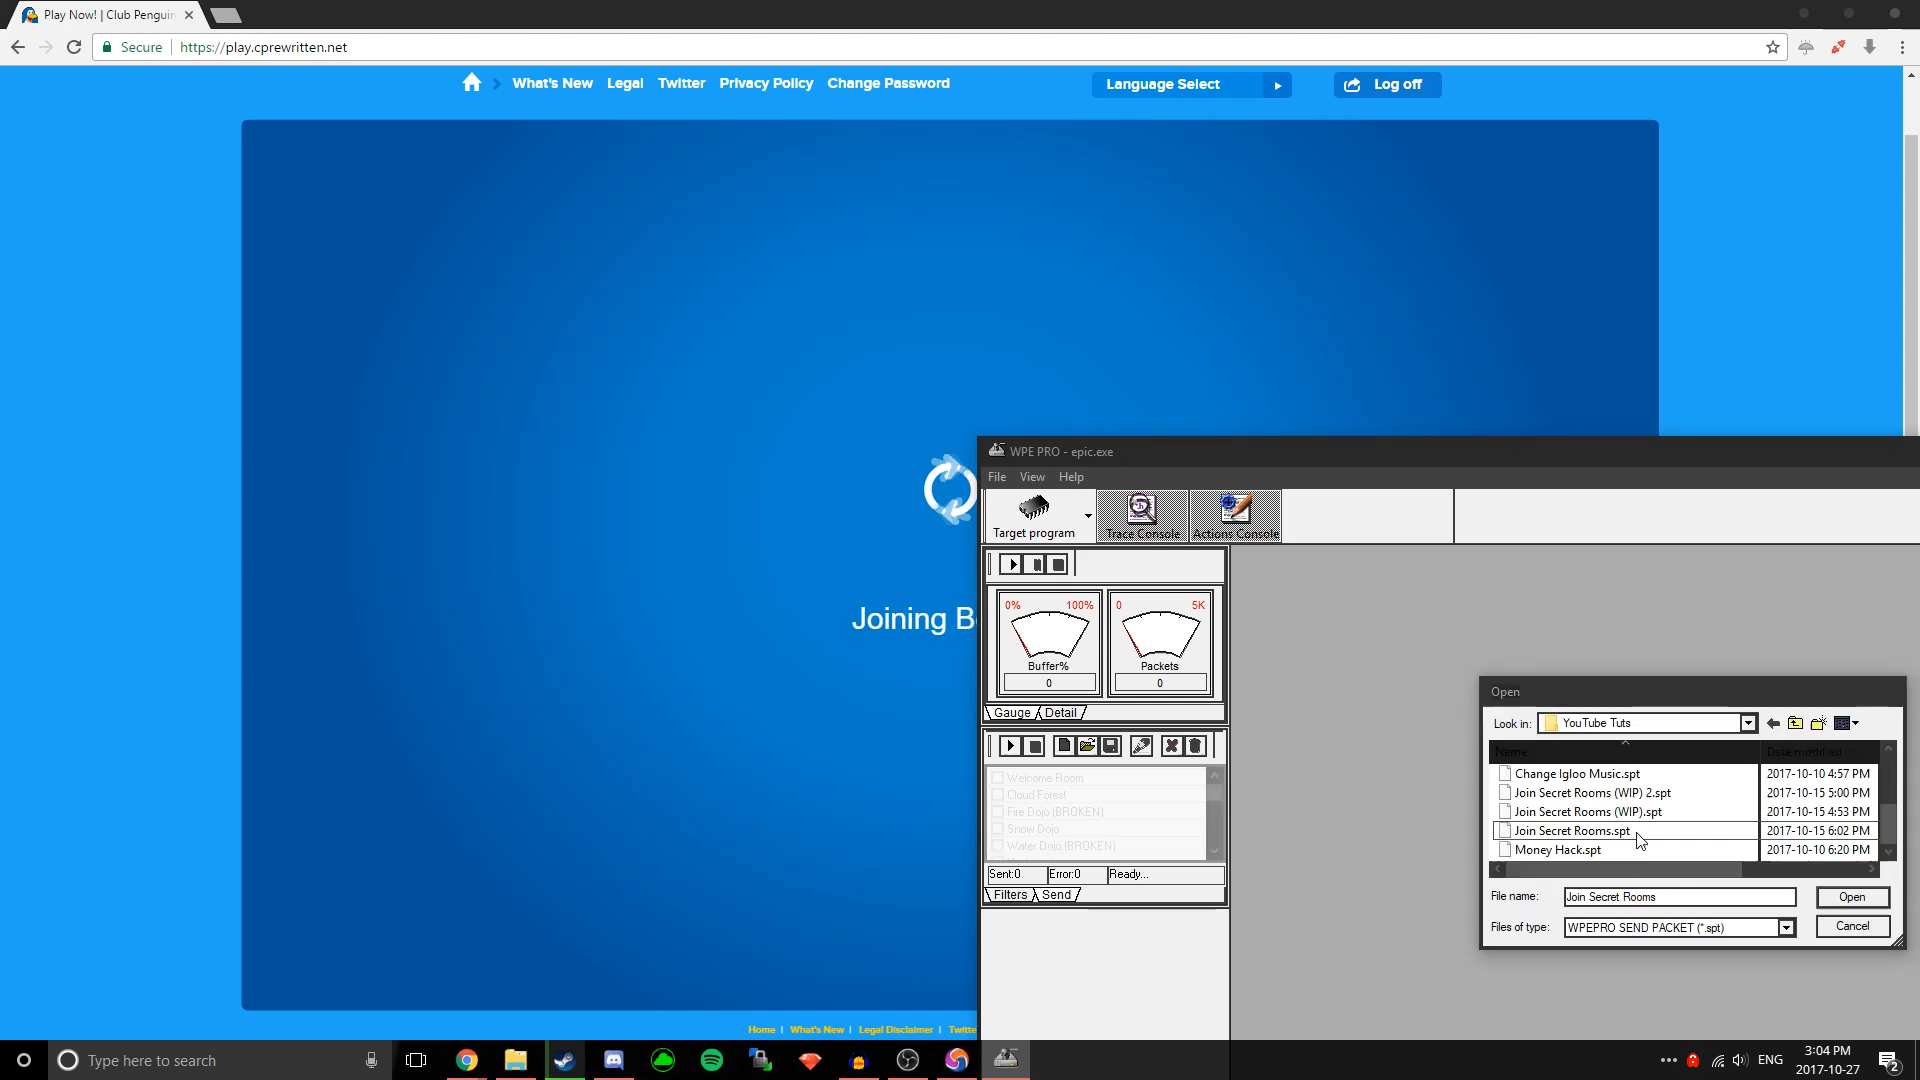 Play Now! | Club Penguin
Secure https://play.cprewritten.net
What's New Legal Twitter Privacy Policy Change Password Language Select Log off
WPE PRO - epic.exe
File View Help
Target program Trace Console Actions Console
0% 100% 0 5K
Buffer% Packets
0 0
Gauge Detail
Welcome Room
Cloud Forest
Fire Dojo (BROKEN)
Snow Dojo
Water Dojo (BROKEN)
Sent:0 Error:0 Ready...
Filters Send
Joining B
Open
Look in: YouTube Tuts
Name Date modified
Change Igloo Music.spt 2017-10-10 4:57 PM
Join Secret Rooms (WIP) 2.spt 2017-10-15 5:00 PM
Join Secret Rooms (WIP).spt 2017-10-15 4:53 PM
Join Secret Rooms.spt 2017-10-15 6:02 PM
Money Hack.spt 2017-10-10 6:20 PM
File name: Join Secret Rooms Open
Files of type: WPEPRO SEND PACKET (*.spt) Cancel
Home | What's New | Legal Disclaimer | Twitte
Type here to search
ENG
3:04 PM
2017-10-27
2